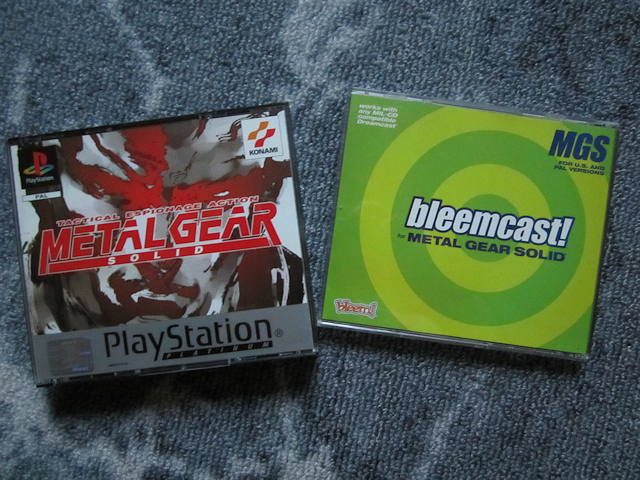 PlayStation
PAL
KONAMI
TACTICAL ESPIONAGE ACTION
METAL GEAR
SOLID
PlayStation®
PLATINUM
works with
any MIL-CD
compatible
Dreamcast
MGS
FOR U.S. AND
PAL VERSIONS
bleemcast!
for METAL GEAR SOLID
bleem!